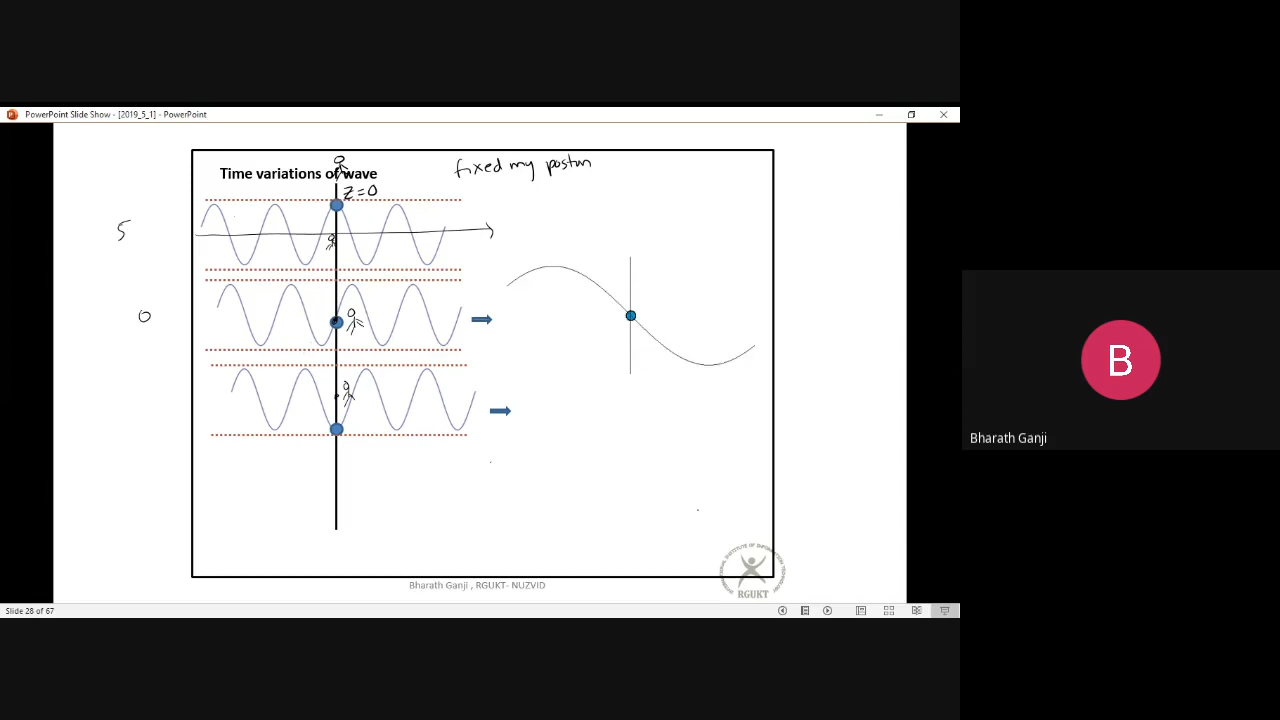 PowerPoint Slide Show - [2019_5_1] - PowerPoint
fixed my postun
Time variations of wave
z=0
5
0
B
Bharath Ganji
RGUKT
Bharath Ganji , RGUKT- NUZVID
Slide 28 of 67